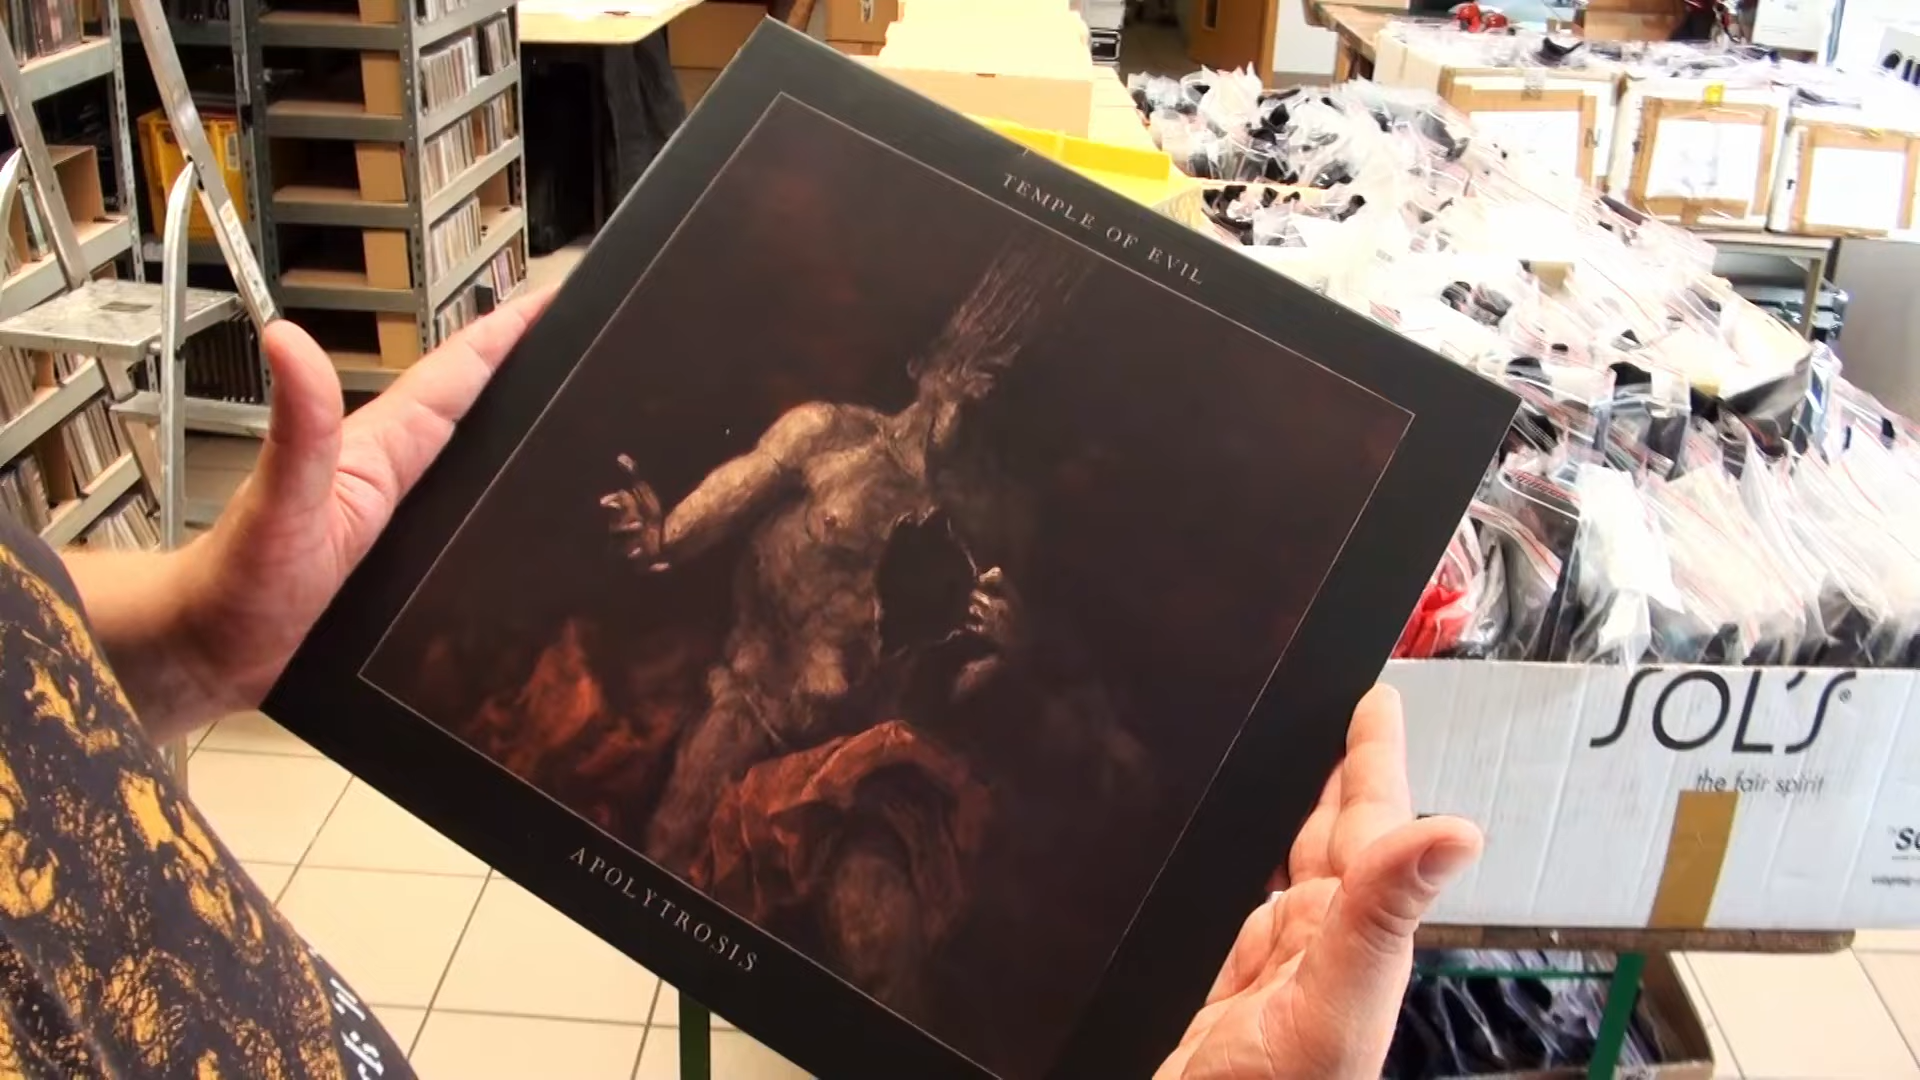 TEMPLE OF EVIL
APOLYTROSIS
SOL'S®
the fair spirit